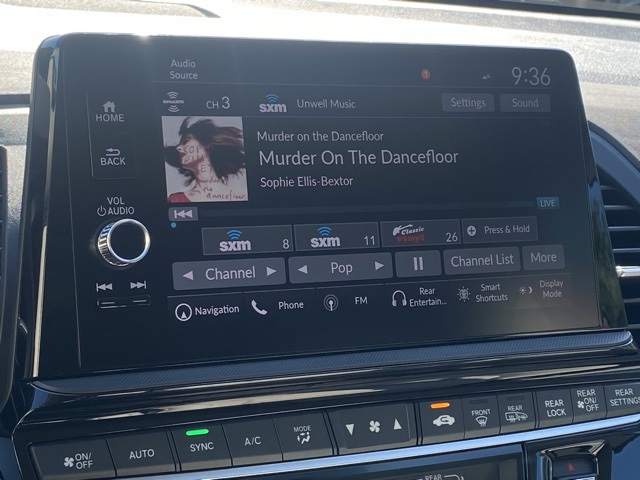 Audio
Source
9:36
HOME
BACK
VOL
AUDIO
CH 3
sxm
Unwell Music
Settings
Sound
Murder on the Dancefloor
Murder On The Dancefloor
Sophie Ellis-Bextor
LIVE
sxm 8
sxm 11
Classic 26
Press & Hold
Channel
Pop
Channel List
More
Navigation
Phone
FM
Rear
Entertain...
Smart
Shortcuts
Display
Mode
ON/
OFF
AUTO
SYNC
A/C
MODE
FRONT
REAR
REAR
LOCK
REAR
ON/
OFF
REAR
SETTINGS
REAR